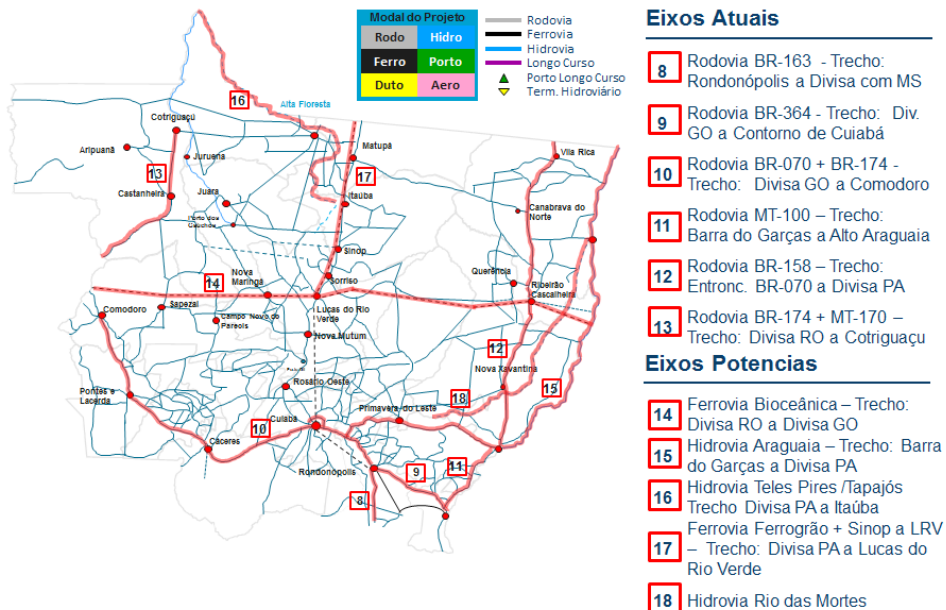 Modal do Projeto
Rodo
Hidro
Ferro
Porto
Duto
Aero
Rodovia
Ferrovia
Hidrovia
Longo Curso
Porto Longo Curso
Term. Hidroviário
Eixos Atuais
8
Rodovia BR-163 - Trecho:
Rondonópolis a Divisa com MS
9
Rodovia BR-364 - Trecho: Div.
GO a Contorno de Cuiabá
10
Rodovia BR-070 + BR-174 -
Trecho: Divisa GO a Comodoro
11
Rodovia MT-100 – Trecho:
Barra do Garças a Alto Araguaia
12
Rodovia BR-158 – Trecho:
Entronc. BR-070 a Divisa PA
13
Rodovia BR-174 + MT-170 –
Trecho: Divisa RO a Cotriguaçu
Eixos Potencias
14
Ferrovia Bioceânica – Trecho:
Divisa RO a Divisa GO
15
Hidrovia Araguaia – Trecho: Barra
do Garças a Divisa PA
16
Hidrovia Teles Pires /Tapajós
Trecho Divisa PA a Itaúba
17
Ferrovia Ferrogrão + Sinop a LRV
– Trecho: Divisa PA a Lucas do
Rio Verde
18
Hidrovia Rio das Mortes
16
Alta Floresta
Cotriguaçú
Aripuanã
Juruena
Matupá
Vila Rica
13
17
Castanheira
Juara
Itaúba
Porto dos
Gaúchos
Canabrava do
Norte
Sinop
Querência
Sorriso
Nova
Maringá
14
Ribeirão
Cascalheira
Comodoro
Sapezal
Campo Novo do
Pareois
Lucas do Rio
Verde
Nova Mutum
12
Nova Xavantina
Rosário Oeste
15
Pontes e
Lacerda
18
Primavera do Leste
Cuiabá
10
Cáceres
Rondonópolis
9
11
8